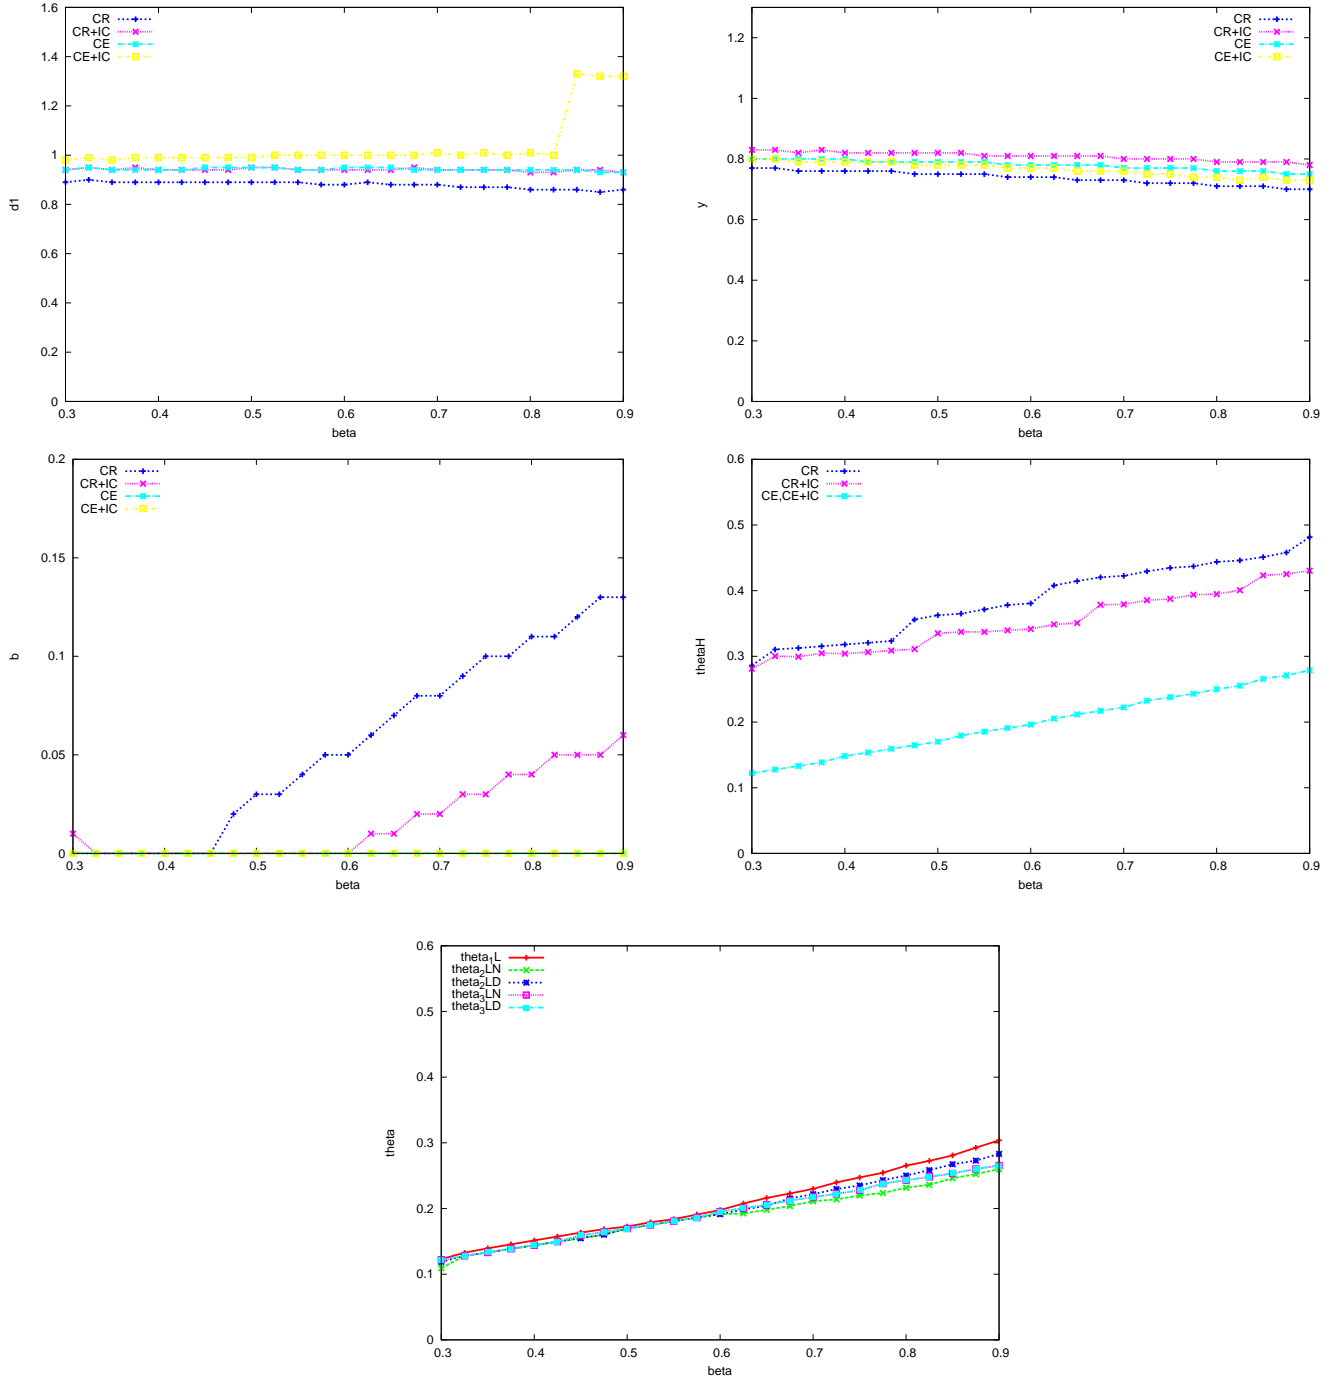 1.6
1.4
1.2
1
0.8
0.6
0.4
0.2
0
d1
CR
CR+IC
CE
CE+IC
0.3 0.4 0.5 0.6 0.7 0.8 0.9
beta
1.2
1
0.8
0.6
0.4
0.2
0
y
CR
CR+IC
CE
CE+IC
0.3 0.4 0.5 0.6 0.7 0.8 0.9
beta
0.2
0.15
0.1
0.05
0
b
CR
CR+IC
CE
CE+IC
0.3 0.4 0.5 0.6 0.7 0.8 0.9
beta
0.6
0.5
0.4
0.3
0.2
0.1
0
thetaH
CR
CR+IC
CE,CE+IC
0.3 0.4 0.5 0.6 0.7 0.8 0.9
beta
0.6
0.5
0.4
0.3
0.2
0.1
0
theta
theta₁L
theta₂LN
theta₂LD
theta₃LN
theta₃LD
0.3 0.4 0.5 0.6 0.7 0.8 0.9
beta